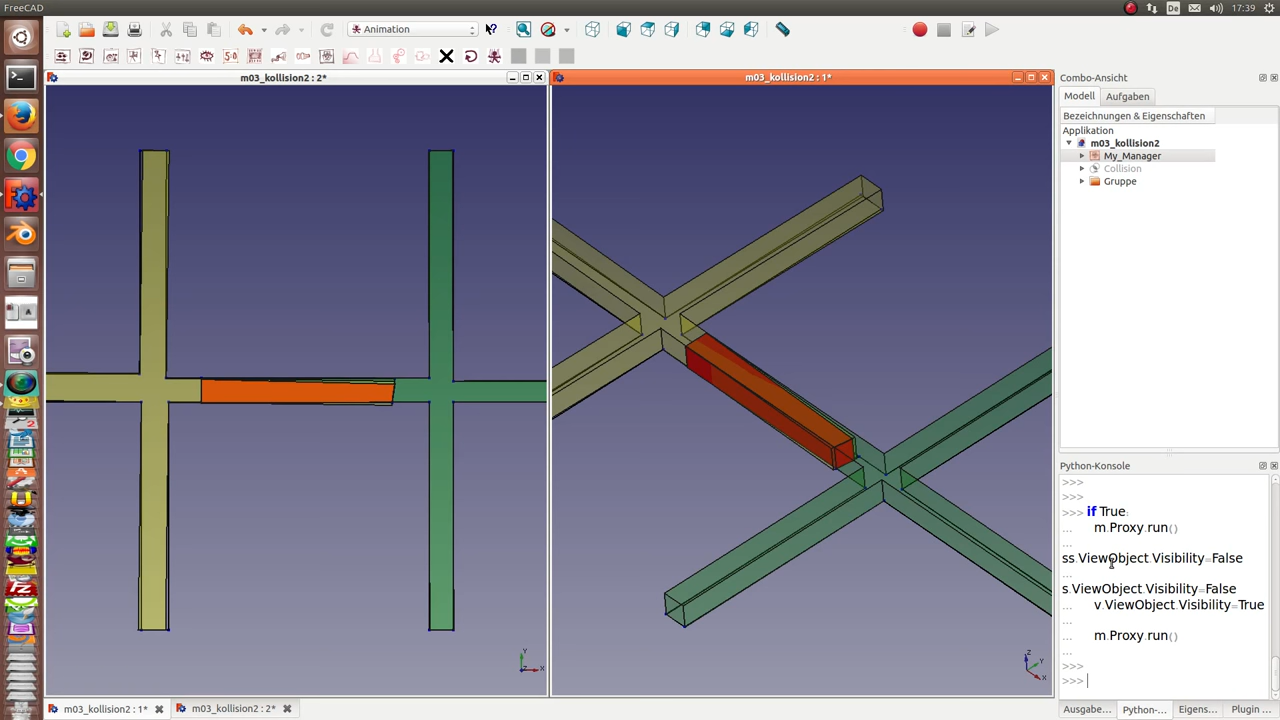 FreeCAD
De
17:39
Animation
m03_kollision2 : 2*
m03_kollision2 : 1*
Combo-Ansicht
Modell
Aufgaben
Bezeichnungen & Eigenschaften
Applikation
m03_kollision2
My_Manager
Collision
Gruppe
Y
X
Z
Z
Y
X
Python-Konsole
>>>
>>>
>>> if True:
... m.Proxy.run()
...
ss.ViewObject.Visibility=False
...
s.ViewObject.Visibility=False
... v.ViewObject.Visibility=True
...
... m.Proxy.run()
...
>>>
>>>
m03_kollision2 : 1*
m03_kollision2 : 2*
Ausgabe...
Python-...
Eigens...
Plugin ...